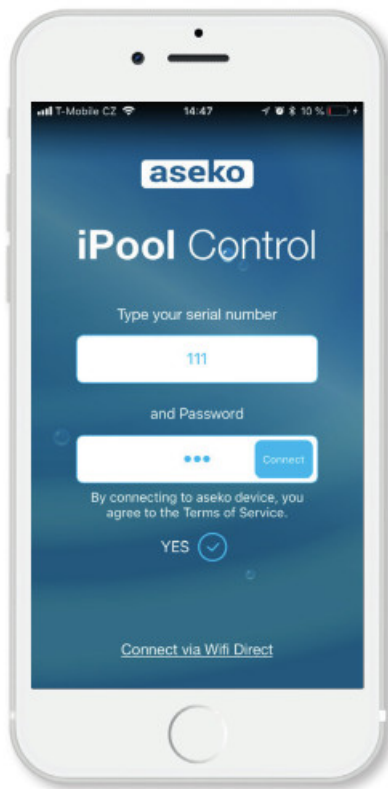 T-Mobile CZ 14:47 10 %
aseko
iPool Control
Type your serial number
111
and Password
••• Connect
By connecting to aseko device, you
agree to the Terms of Service.
YES
Connect via Wifi Direct